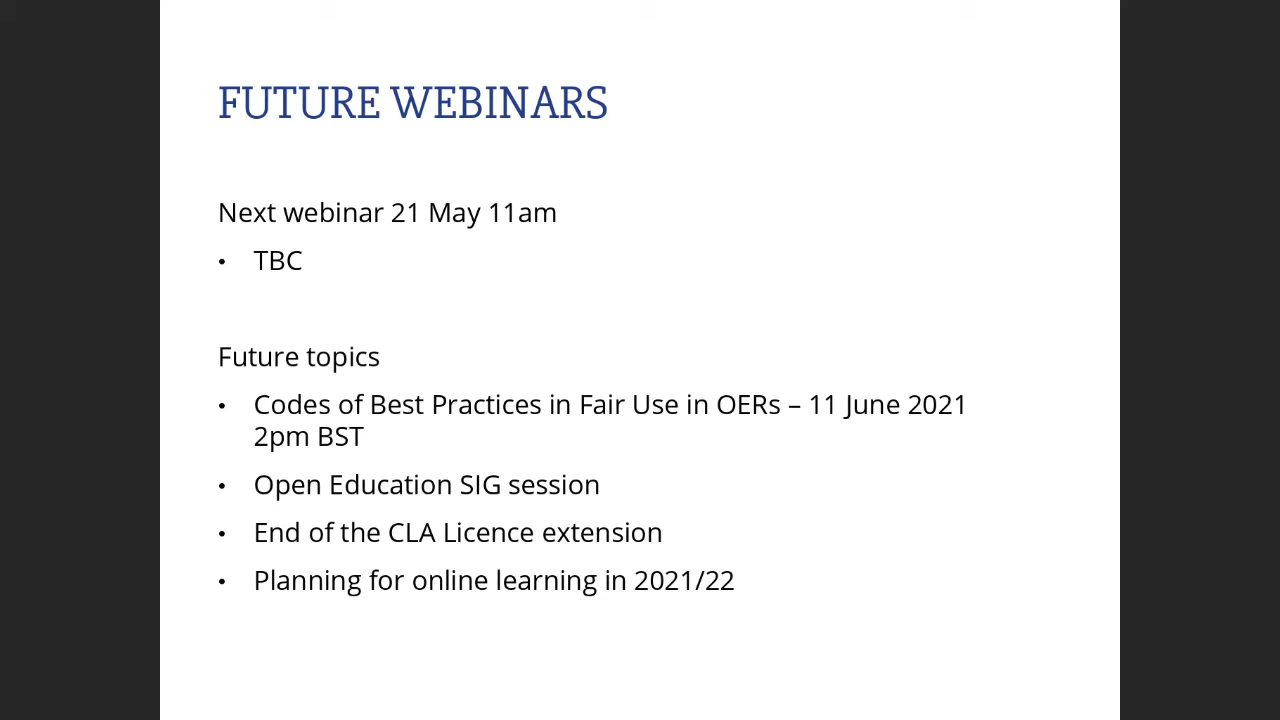 FUTURE WEBINARS
Next webinar 21 May 11am
• TBC
Future topics
• Codes of Best Practices in Fair Use in OERs – 11 June 2021
2pm BST
• Open Education SIG session
• End of the CLA Licence extension
• Planning for online learning in 2021/22